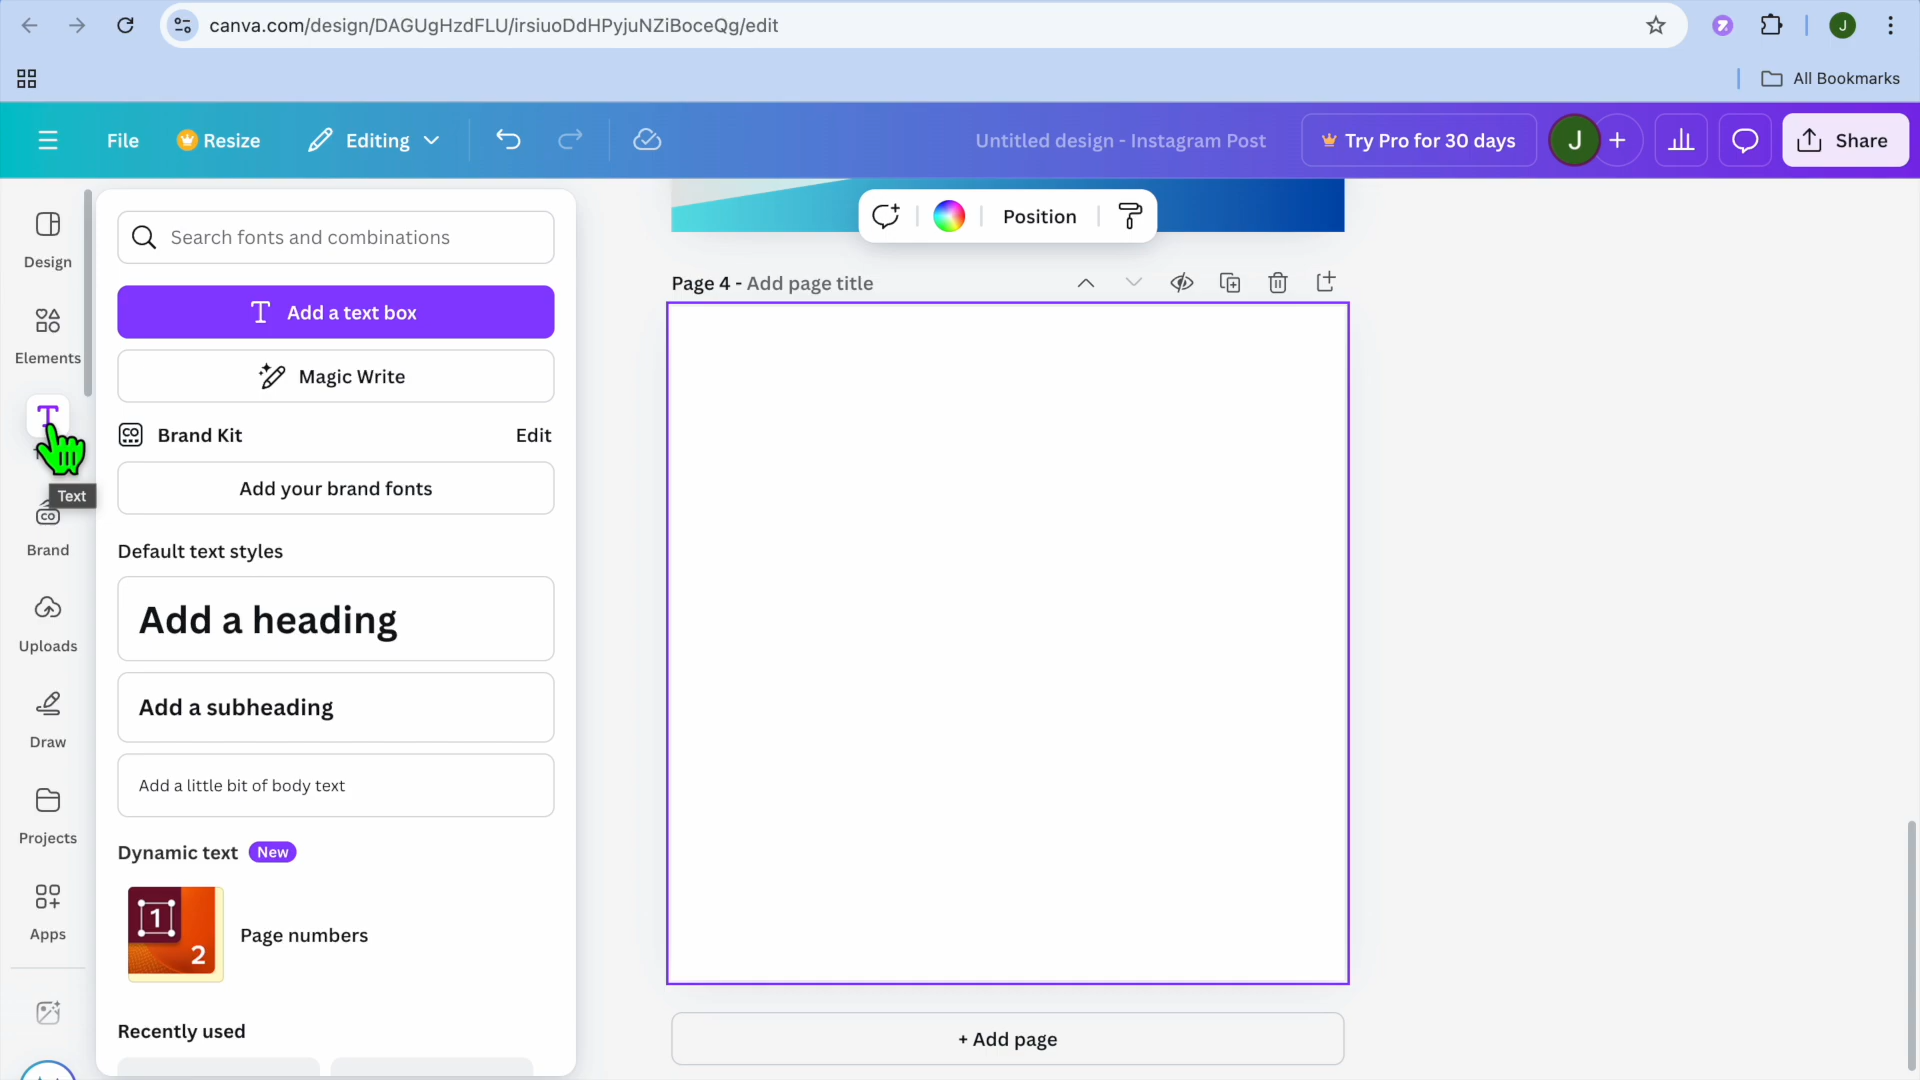 canva.com/design/DAGUgHzdFLU/irsiuoDdHPyjuNZiBoceQg/edit
J
All Bookmarks
File
Resize
Editing
Untitled design - Instagram Post
Try Pro for 30 days
J
Share
Design
Elements
Text
Brand
Uploads
Draw
Projects
Apps
Search fonts and combinations
Add a text box
Magic Write
CO
Brand Kit
Edit
Add your brand fonts
Default text styles
Add a heading
Add a subheading
Add a little bit of body text
Dynamic text
New
1
2
Page numbers
Recently used
Position
Page 4 - Add page title
+ Add page